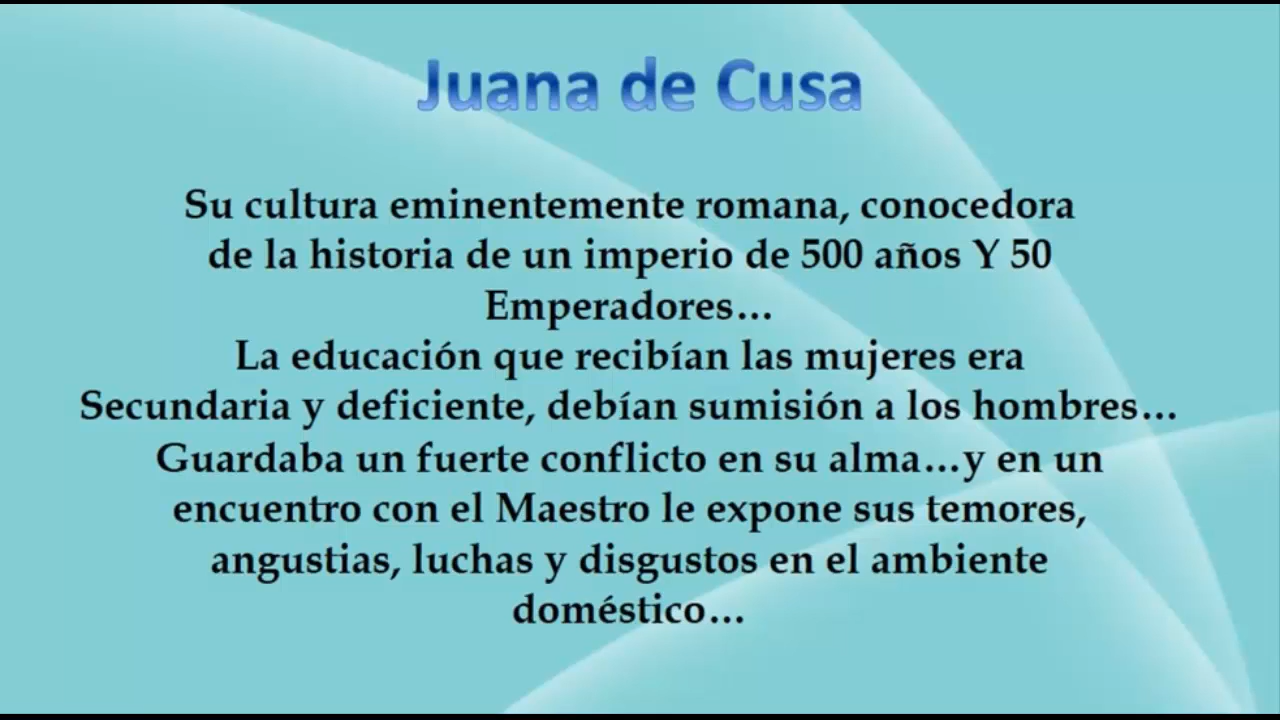 Juana de Cusa
Su cultura eminentemente romana, conocedora
de la historia de un imperio de 500 años Y 50
Emperadores...
La educación que recibían las mujeres era
Secundaria y deficiente, debían sumisión a los hombres...
Guardaba un fuerte conflicto en su alma...y en un
encuentro con el Maestro le expone sus temores,
angustias, luchas y disgustos en el ambiente
doméstico...